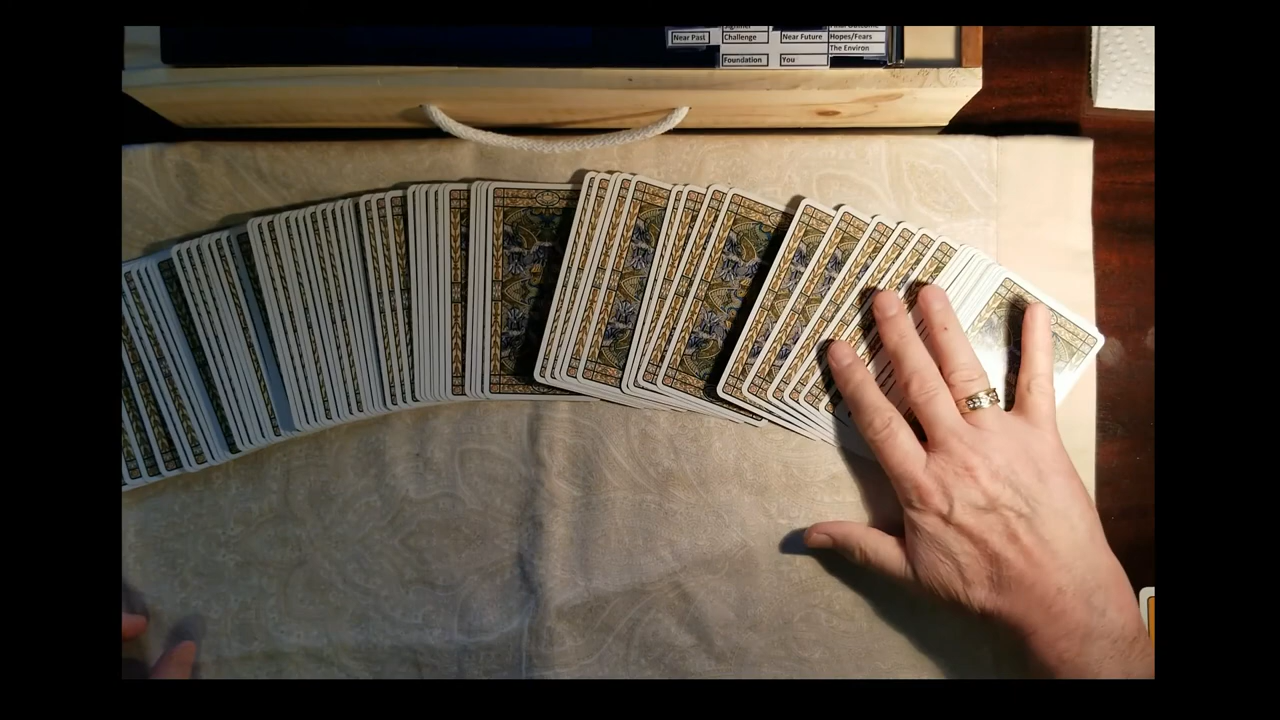 Near Past
Challenge
Near Future
Hopes/Fears
The Environ
Foundation
You